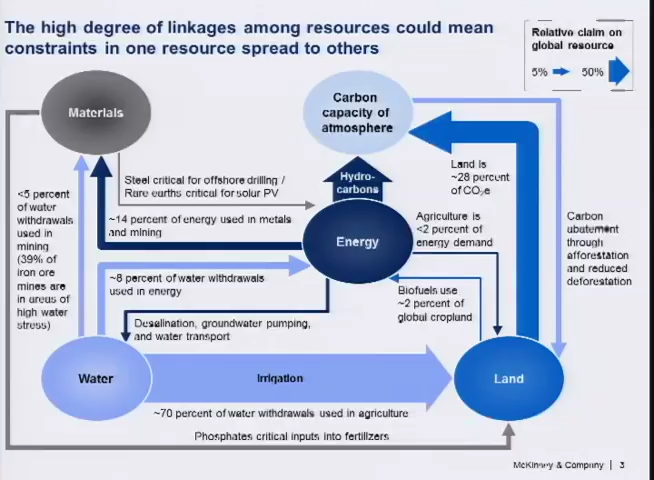 The high degree of linkages among resources could mean
constraints in one resource spread to others
Relative claim on
global resource
5%
50%
Materials
Carbon
capacity of
atmosphere
Steel critical for offshore drilling /
Rare earths critical for solar PV
Hydro-
carbons
Land is
~28 percent
of CO₂e
<5 percent
of water
withdrawals
used in
mining
(39% of
iron ore
mines are
in areas of
high water
stress)
~14 percent of energy used in metals
and mining
Energy
Agriculture is
<2 percent of
energy demand
Carbon
abatement
through
afforestation
and reduced
deforestation
~8 percent of water withdrawals
used in energy
Biofuels use
~2 percent of
global cropland
Desalination, groundwater pumping,
and water transport
Water
Irrigation
Land
~70 percent of water withdrawals used in agriculture
Phosphates critical inputs into fertilizers
McKinsey & Company | 3